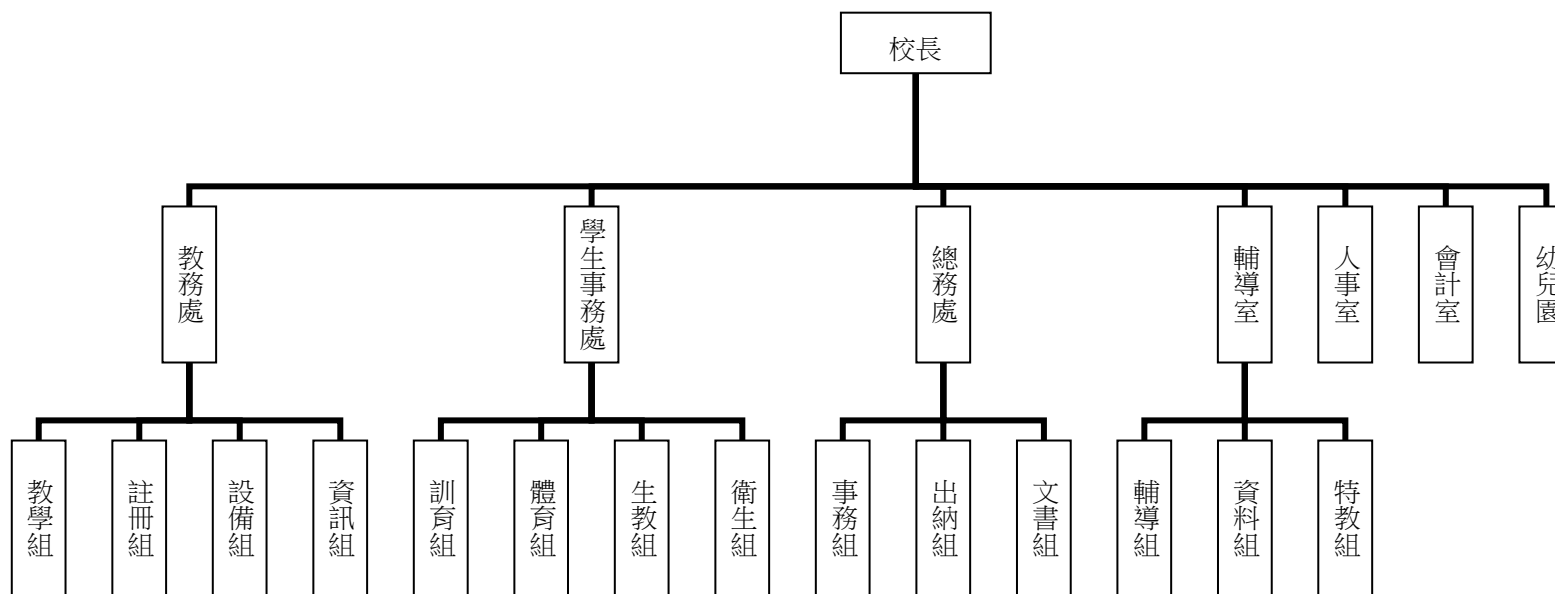 校長
教務處
學生事務處
總務處
輔導室
人事室
會計室
幼兒園
教學組
註冊組
設備組
資訊組
訓育組
體育組
生教組
衛生組
事務組
出納組
文書組
輔導組
資料組
特教組